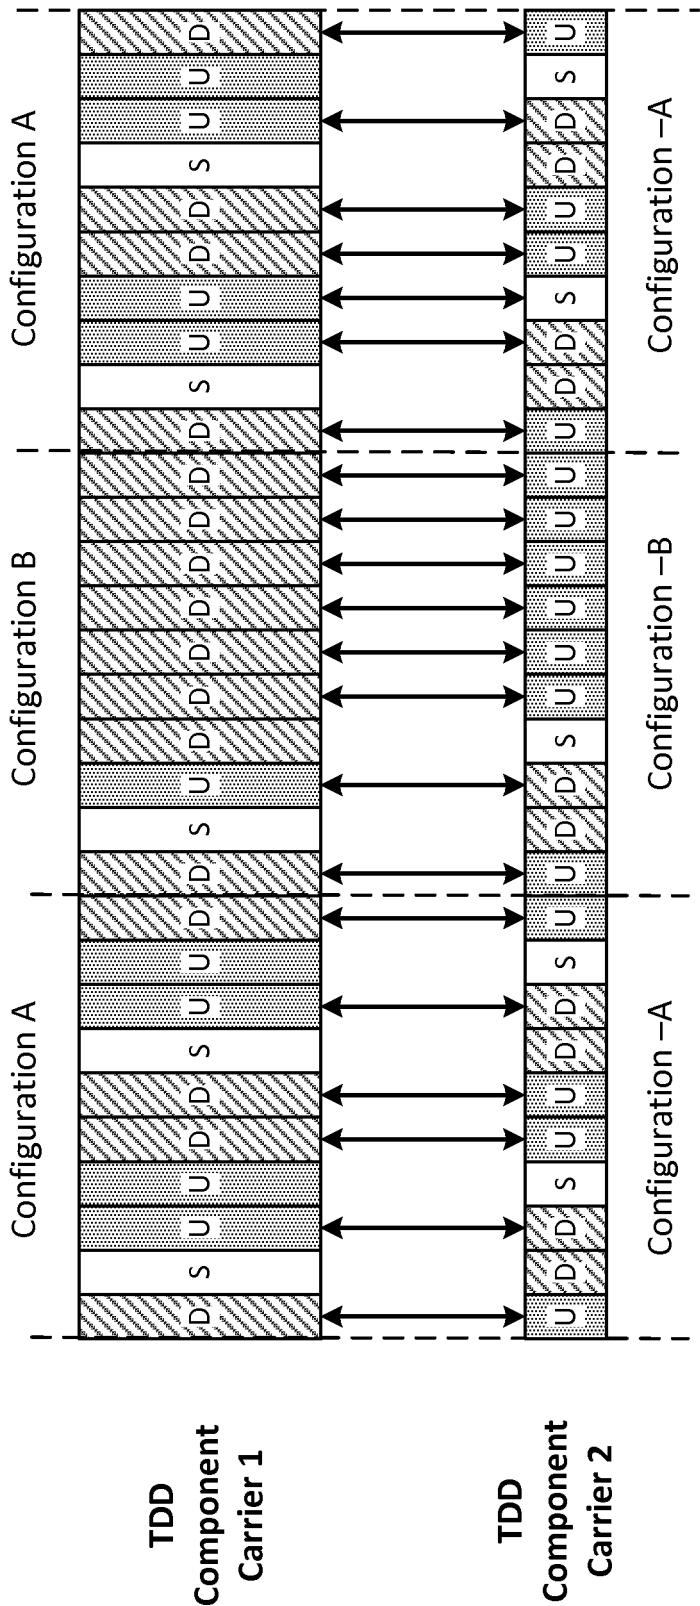 Configuration A Configuration B Configuration A
TDD
Component
Carrier 1
D S U U D D S U U D D S U D D D D D D D D S U U D D S U U D
TDD
Component
Carrier 2
U D D S U U D D S U U D D S U U U U U U U D D S U U D D S U
Configuration –A Configuration –B Configuration –A